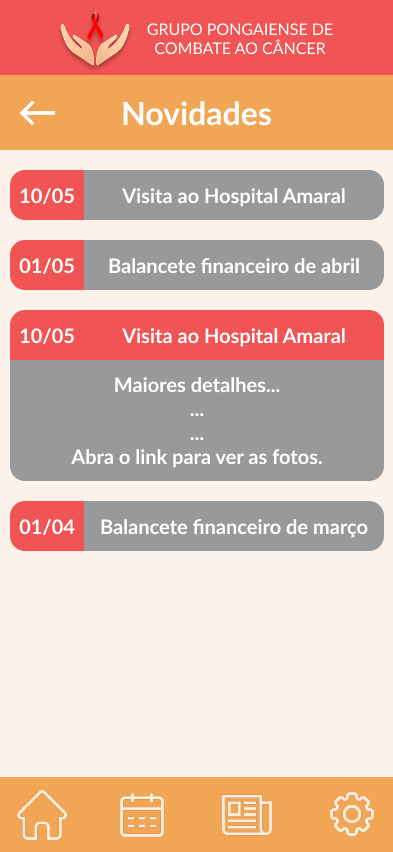 GRUPO PONGAIENSE DE
COMBATE AO CÂNCER
Novidades
10/05 Visita ao Hospital Amaral
01/05 Balancete financeiro de abril
10/05 Visita ao Hospital Amaral
Maiores detalhes...
...
...
Abra o link para ver as fotos.
01/04 Balancete financeiro de março